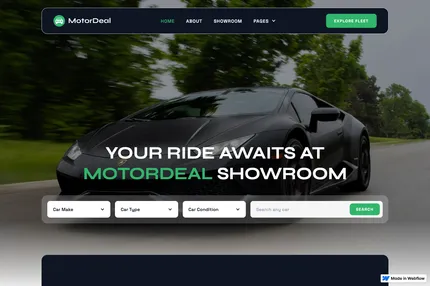 MotorDeal
HOME
ABOUT
SHOWROOM
PAGES
EXPLORE FLEET
YOUR RIDE AWAITS AT
MOTORDEAL SHOWROOM
Car Make
Car Type
Car Condition
Search any car
SEARCH
Made in Webflow